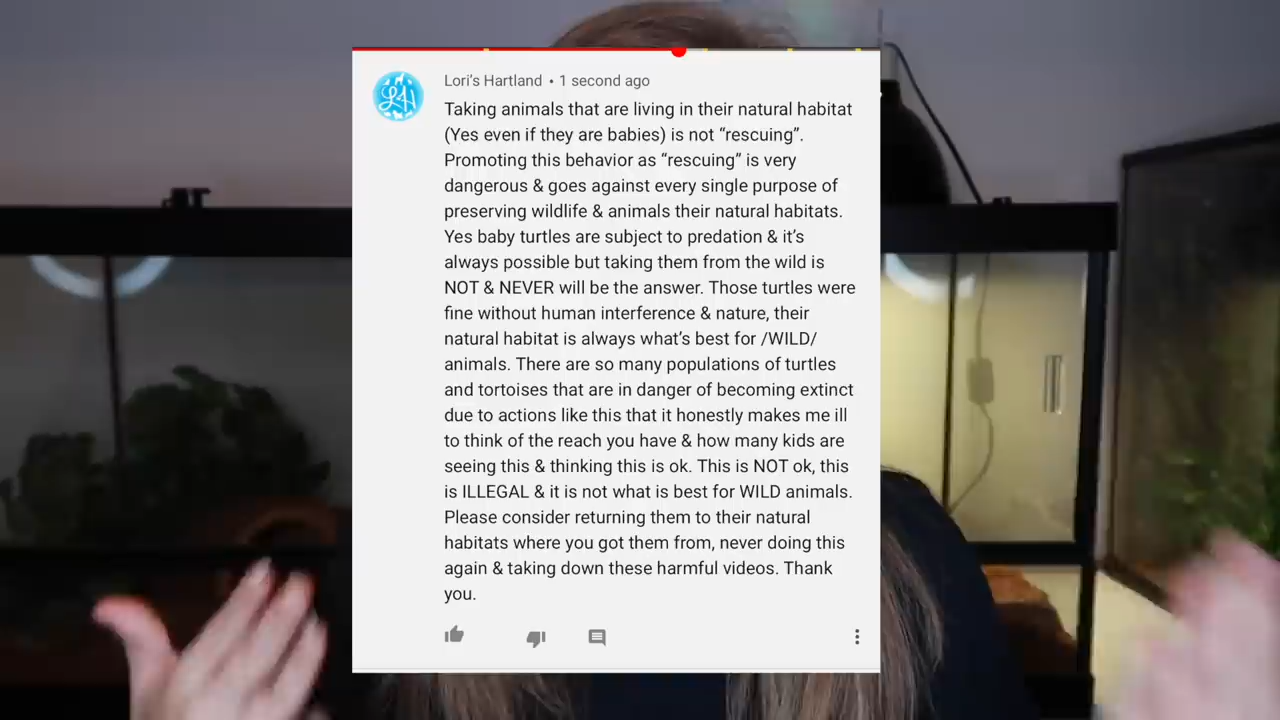 Lori's Hartland • 1 second ago
Taking animals that are living in their natural habitat
(Yes even if they are babies) is not “rescuing”.
Promoting this behavior as “rescuing” is very
dangerous & goes against every single purpose of
preserving wildlife & animals their natural habitats.
Yes baby turtles are subject to predation & it’s
always possible but taking them from the wild is
NOT & NEVER will be the answer. Those turtles were
fine without human interference & nature, their
natural habitat is always what’s best for /WILD/
animals. There are so many populations of turtles
and tortoises that are in danger of becoming extinct
due to actions like this that it honestly makes me ill
to think of the reach you have & how many kids are
seeing this & thinking this is ok. This is NOT ok, this
is ILLEGAL & it is not what is best for WILD animals.
Please consider returning them to their natural
habitats where you got them from, never doing this
again & taking down these harmful videos. Thank
you.